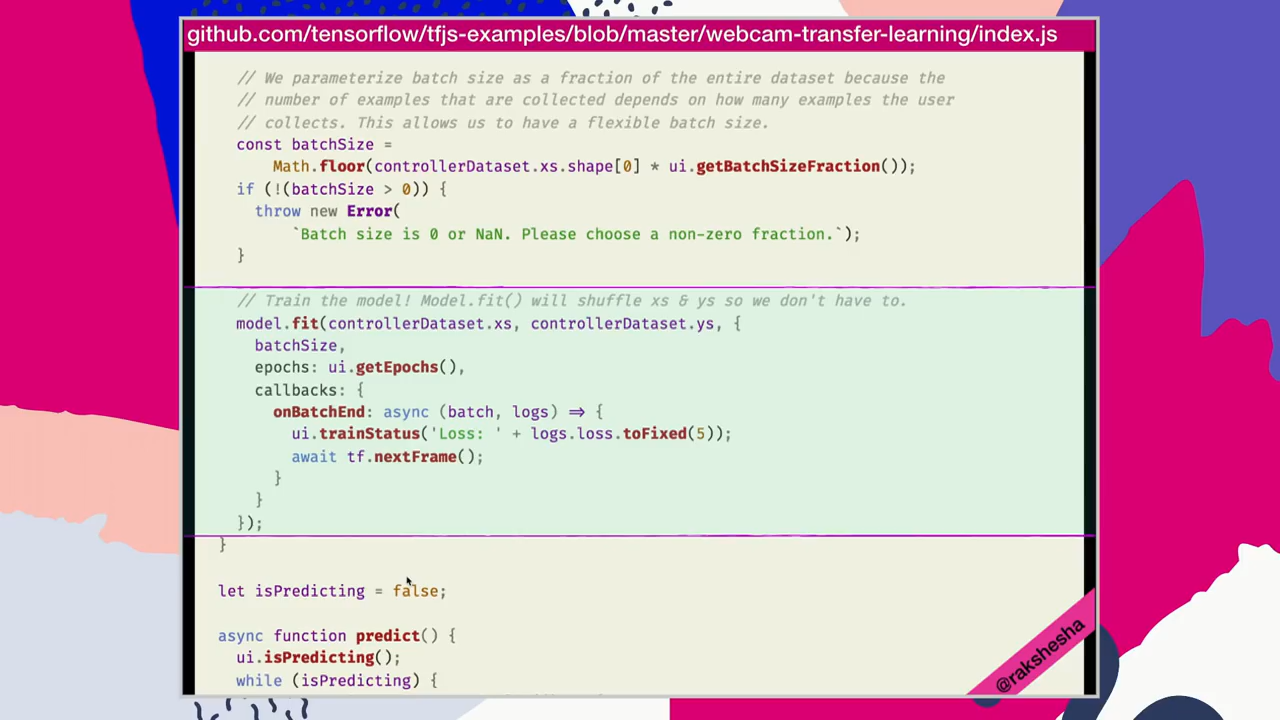 github.com/tensorflow/tfjs-examples/blob/master/webcam-transfer-learning/index.js
// We parameterize batch size as a fraction of the entire dataset because the
// number of examples that are collected depends on how many examples the user
// collects. This allows us to have a flexible batch size.
const batchSize =
Math.floor(controllerDataset.xs.shape[0] * ui.getBatchSizeFraction());
if (!(batchSize > 0)) {
throw new Error(
`Batch size is 0 or NaN. Please choose a non-zero fraction.`);
}
// Train the model! Model.fit() will shuffle xs & ys so we don't have to.
model.fit(controllerDataset.xs, controllerDataset.ys, {
batchSize,
epochs: ui.getEpochs(),
callbacks: {
onBatchEnd: async (batch, logs) => {
ui.trainStatus('Loss: ' + logs.loss.toFixed(5));
await tf.nextFrame();
}
}
});
}
let isPredicting = false;
async function predict() {
ui.isPredicting();
while (isPredicting) {
@rakshesha